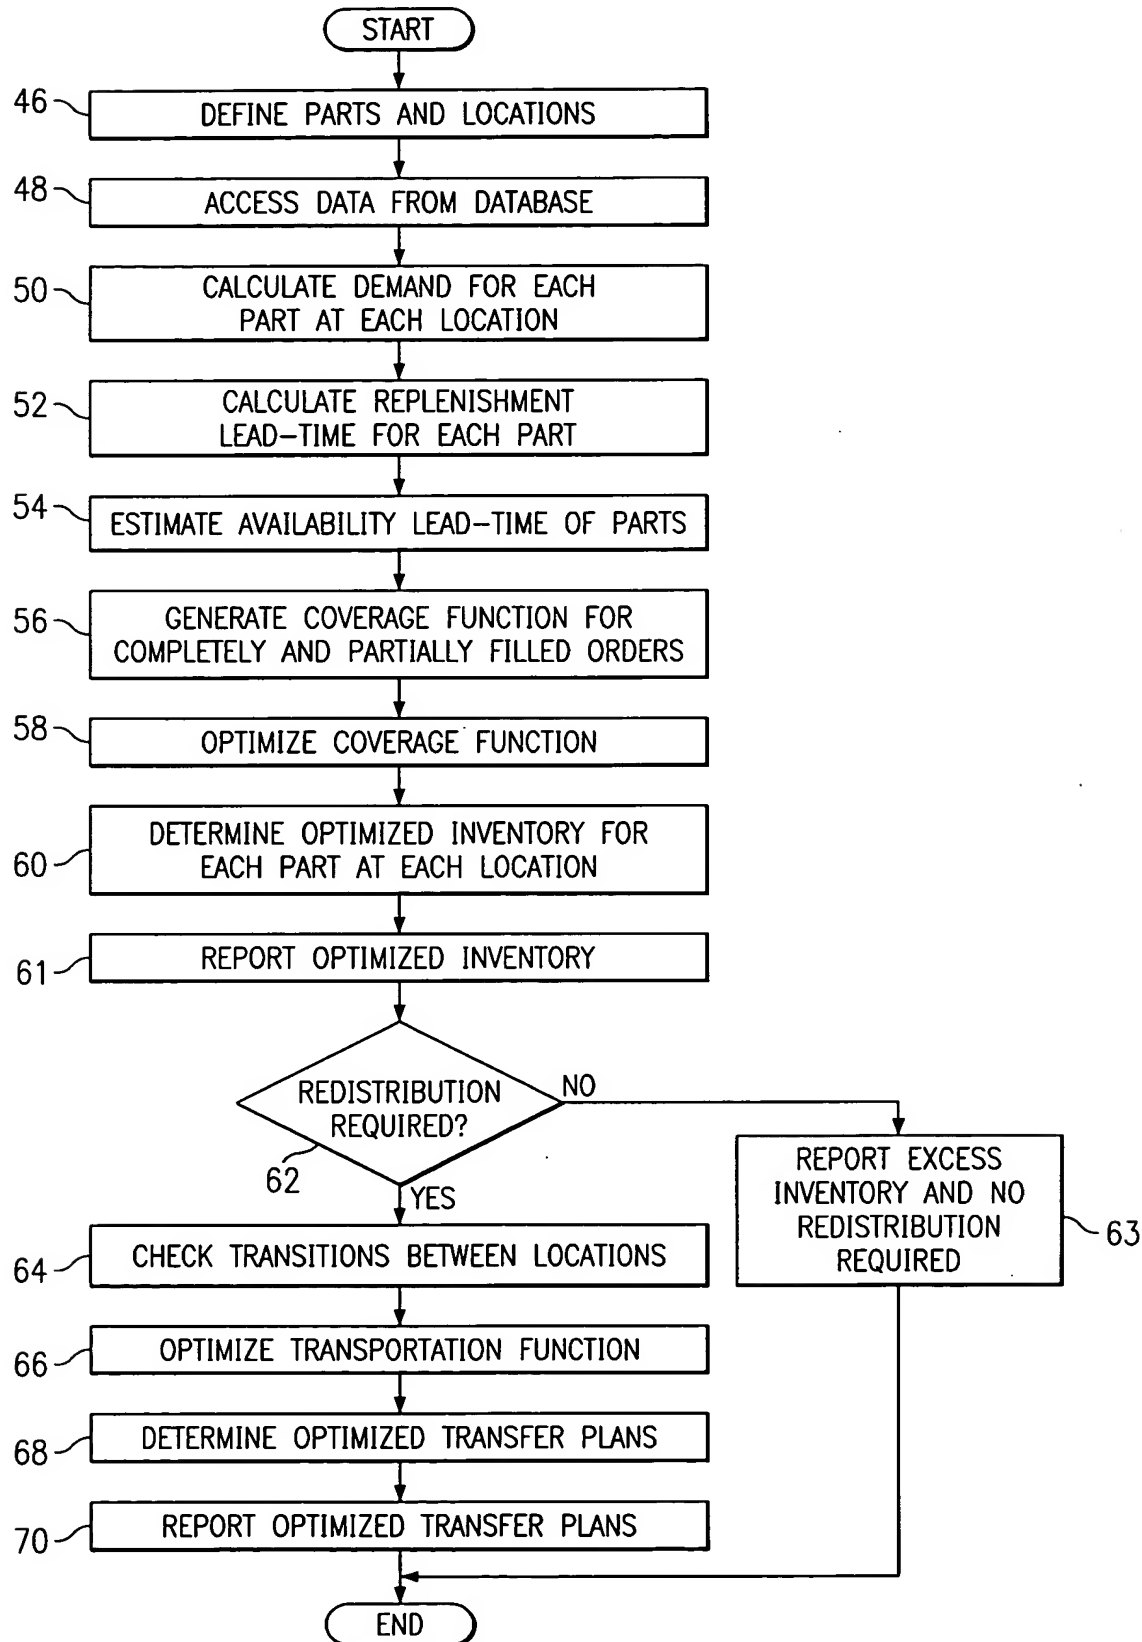 START
46
DEFINE PARTS AND LOCATIONS
48
ACCESS DATA FROM DATABASE
50
CALCULATE DEMAND FOR EACH
PART AT EACH LOCATION
52
CALCULATE REPLENISHMENT
LEAD-TIME FOR EACH PART
54
ESTIMATE AVAILABILITY LEAD-TIME OF PARTS
56
GENERATE COVERAGE FUNCTION FOR
COMPLETELY AND PARTIALLY FILLED ORDERS
58
OPTIMIZE COVERAGE FUNCTION
60
DETERMINE OPTIMIZED INVENTORY FOR
EACH PART AT EACH LOCATION
61
REPORT OPTIMIZED INVENTORY
REDISTRIBUTION
REQUIRED?
62
NO
YES
REPORT EXCESS
INVENTORY AND NO
REDISTRIBUTION
REQUIRED
63
64
CHECK TRANSITIONS BETWEEN LOCATIONS
66
OPTIMIZE TRANSPORTATION FUNCTION
68
DETERMINE OPTIMIZED TRANSFER PLANS
70
REPORT OPTIMIZED TRANSFER PLANS
END